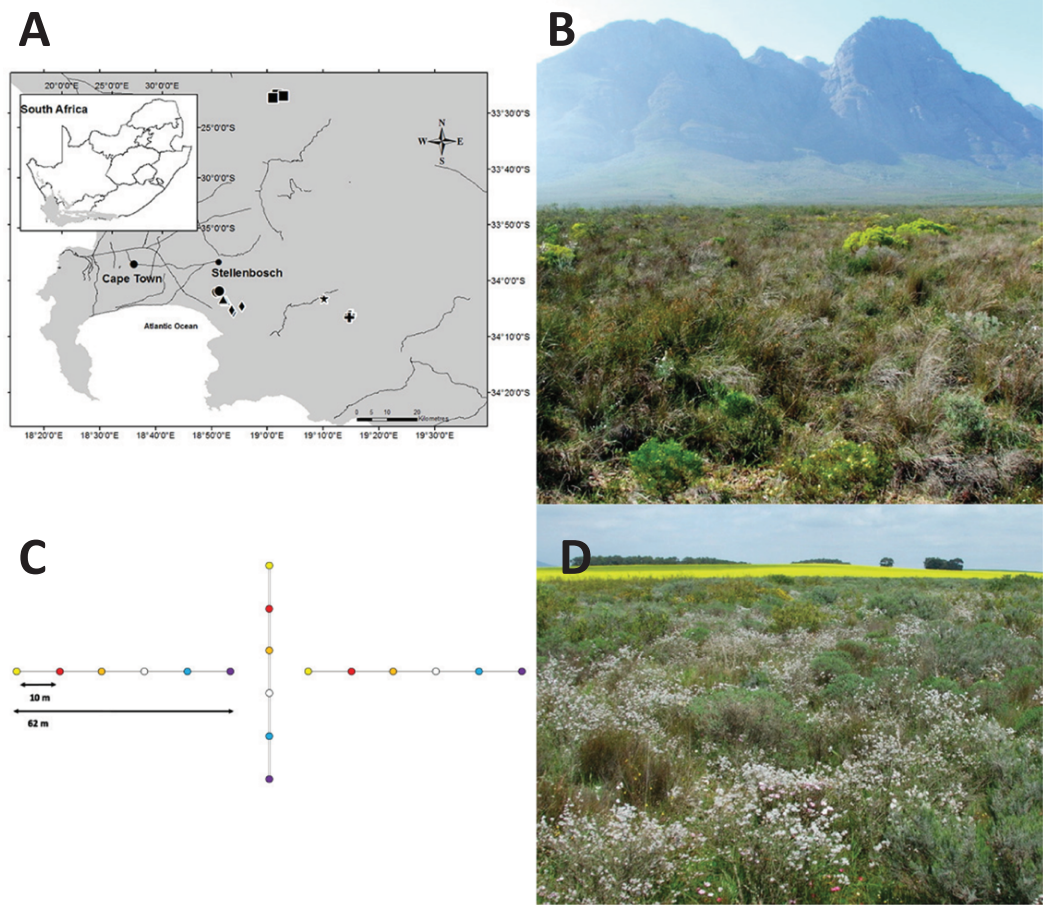 A
B
20°0'0"E 25°0'0"E 30°0'0"E
South Africa
25°0'0"S
30°0'0"S
35°0'0"S
N
W E
S
33°30'0"S
33°40'0"S
33°50'0"S
34°0'0"S
34°10'0"S
34°20'0"S
Cape Town
Stellenbosch
Atlantic Ocean
0 5 10 20
Kilometres
18°20'0"E 18°30'0"E 18°40'0"E 18°50'0"E 19°0'0"E 19°10'0"E 19°30'0"E
C
10 m
62 m
D